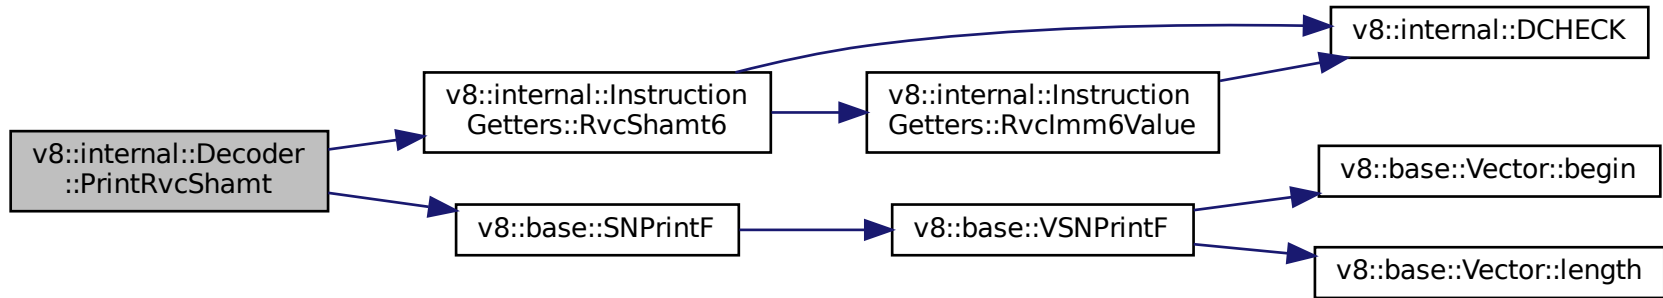 v8::internal::Decoder
::PrintRvcShamt
v8::internal::Instruction
Getters::RvcShamt6
v8::internal::Instruction
Getters::RvcImm6Value
v8::internal::DCHECK
v8::base::SNPrintF
v8::base::VSNPrintF
v8::base::Vector::begin
v8::base::Vector::length